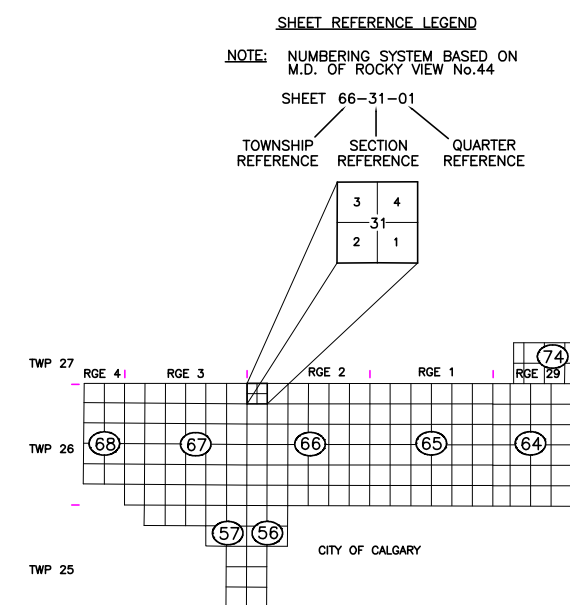 SHEET REFERENCE LEGEND
NOTE: NUMBERING SYSTEM BASED ON
M.D. OF ROCKY VIEW No.44
SHEET 66-31-01
TOWNSHIP REFERENCE
SECTION REFERENCE
QUARTER REFERENCE
3 4
31
2 1
74
TWP 27
RGE 4 RGE 3 RGE 2 RGE 1 RGE 29
TWP 26
68 67 66 65 64
57 56
CITY OF CALGARY
TWP 25